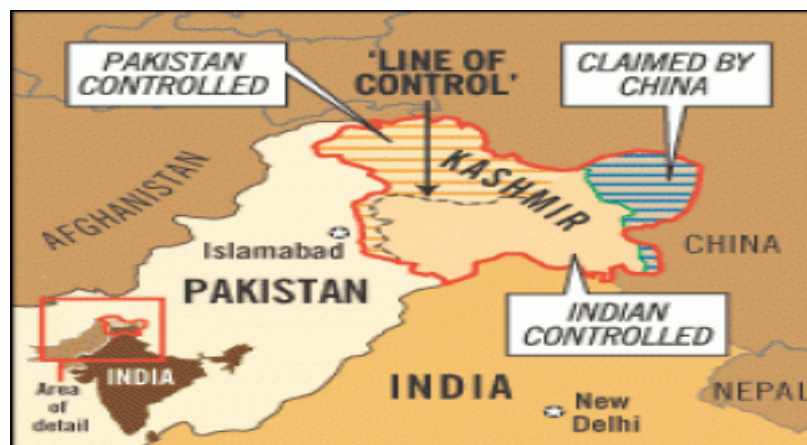 PAKISTAN
CONTROLLED
'LINE OF
CONTROL'
CLAIMED BY
CHINA
KASHMIR
AFGHANISTAN
Islamabad
CHINA
PAKISTAN
INDIAN
CONTROLLED
INDIA
Area
of
detail
INDIA
New
Delhi
NEPAL